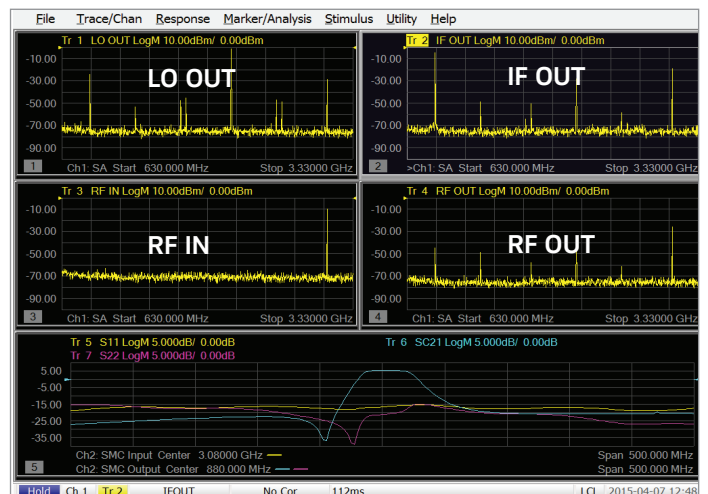 File Trace/Chan Response Marker/Analysis Stimulus Utility Help
Tr 1 LO OUT LogM 10.00dBm/ 0.00dBm
LO OUT
-10.00
-30.00
-50.00
-70.00
-90.00
1 Ch1: SA Start 630.000 MHz Stop 3.33000 GHz
Tr 2 IF OUT LogM 10.00dBm/ 0.00dBm
IF OUT
-10.00
-30.00
-50.00
-70.00
-90.00
2 >Ch1: SA Start 630.000 MHz Stop 3.33000 GHz
Tr 3 RF IN LogM 10.00dBm/ 0.00dBm
-10.00
-30.00
RF IN
-50.00
-70.00
-90.00
3 Ch1: SA Start 630.000 MHz Stop 3.33000 GHz
Tr 4 RF OUT LogM 10.00dBm/ 0.00dBm
-10.00
-30.00
RF OUT
-50.00
-70.00
-90.00
4 Ch1: SA Start 630.000 MHz Stop 3.33000 GHz
Tr 5 S11 LogM 5.000dB/ 0.00dB Tr 6 SC21 LogM 5.000dB/ 0.00dB
Tr 7 S22 LogM 5.000dB/ 0.00dB
5.00
-5.00
-15.00
-25.00
-35.00
Ch2: SMC Input Center 3.08000 GHz Span 500.000 MHz
5 Ch2: SMC Output Center 880.000 MHz Span 500.000 MHz
Hold Ch 1 Tr 2 IFOUT No Cor 112ms LCL 2015-04-07 12:48